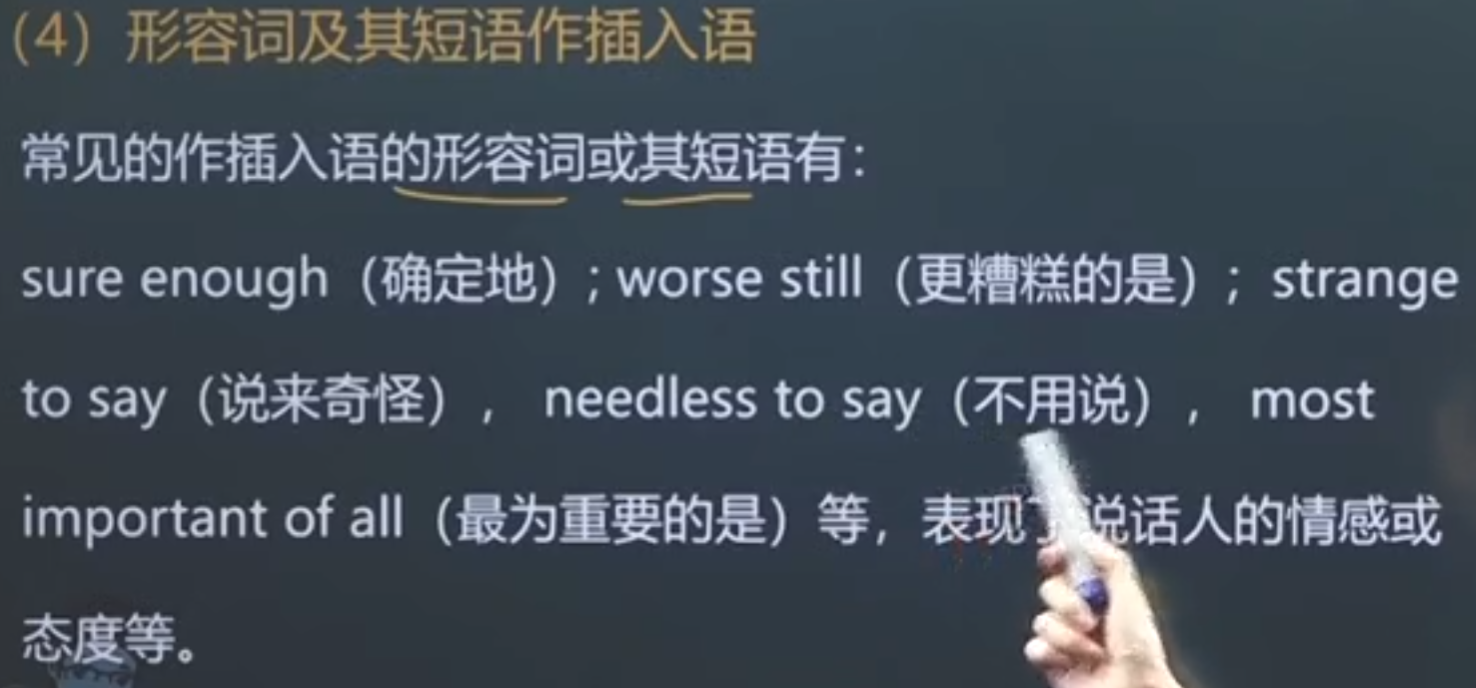 （4）形容词及其短语作插入语
常见的作插入语的形容词或其短语有：
sure enough（确定地）; worse still（更糟糕的是）； strange
to say（说来奇怪）， needless to say（不用说）， most
important of all（最为重要的是）等，表现了说话人的情感或
态度等。